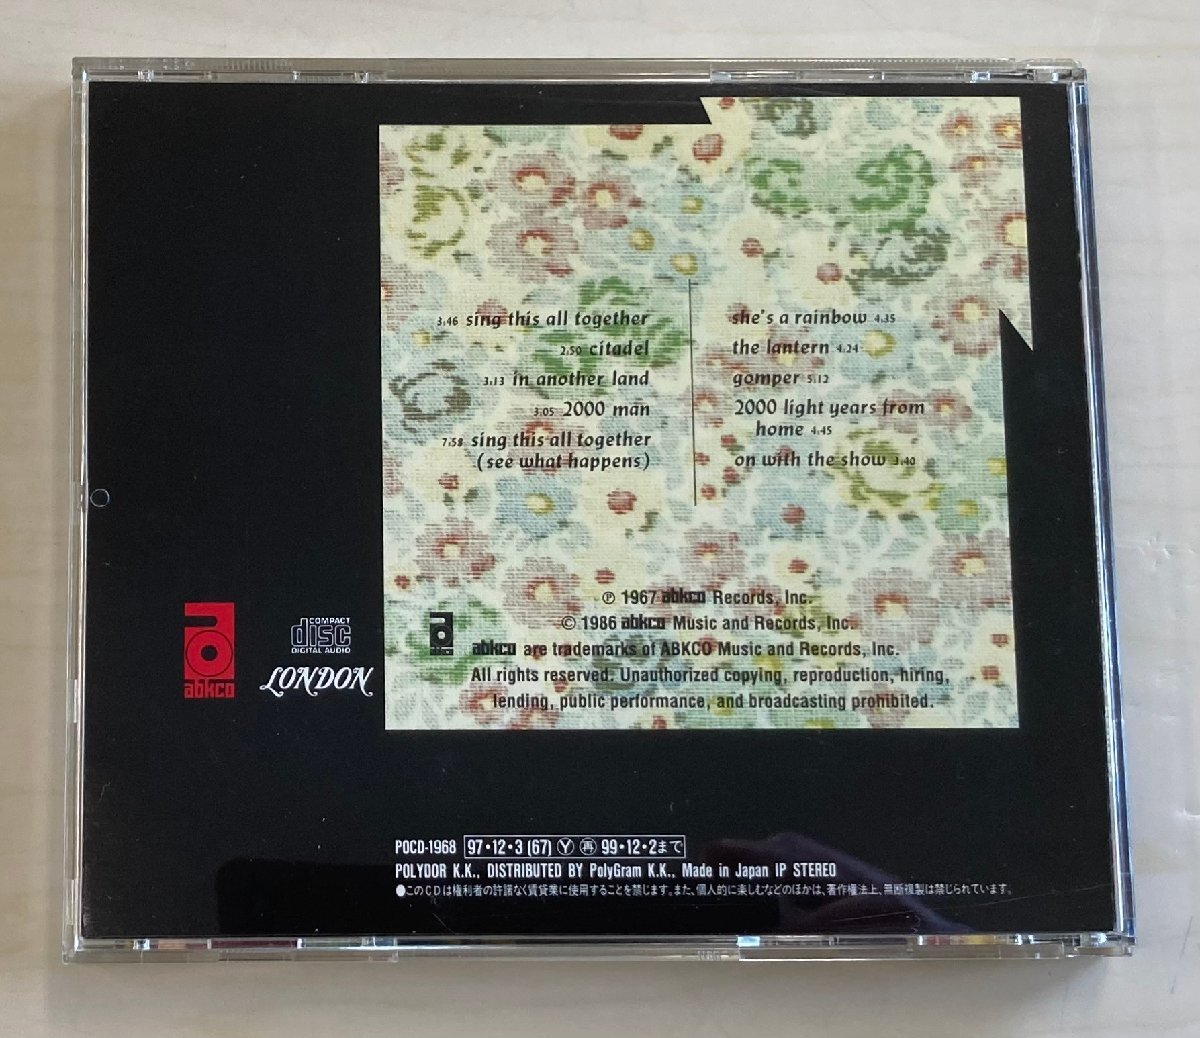 3:46 sing this all together
2:50 citadel
3:13 in another land
3:05 2000 man
7:58 sing this all together
(see what happens)
she's a rainbow 4:35
the lantern 4:24
gomper 5:12
2000 light years from
home 4:45
on with the show 3:40
℗ 1967 abkco Records, Inc.
© 1986 abkco Music and Records, Inc.
abkco are trademarks of ABKCO Music and Records, Inc.
All rights reserved. Unauthorized copying, reproduction, hiring,
lending, public performance, and broadcasting prohibited.
abkco
COMPACT
disc
DIGITAL AUDIO
LONDON
POCD-1968 97・12・3 (67) Ⓨ ㊢ 99・12・2まで
POLYDOR K.K., DISTRIBUTED BY PolyGram K.K., Made in Japan IP STEREO
●このCDは権利者の許諾なく賃貸業に使用することを禁じます。また、個人的に楽しむなどのほかは、著作権法上、無断複製は禁じられています。